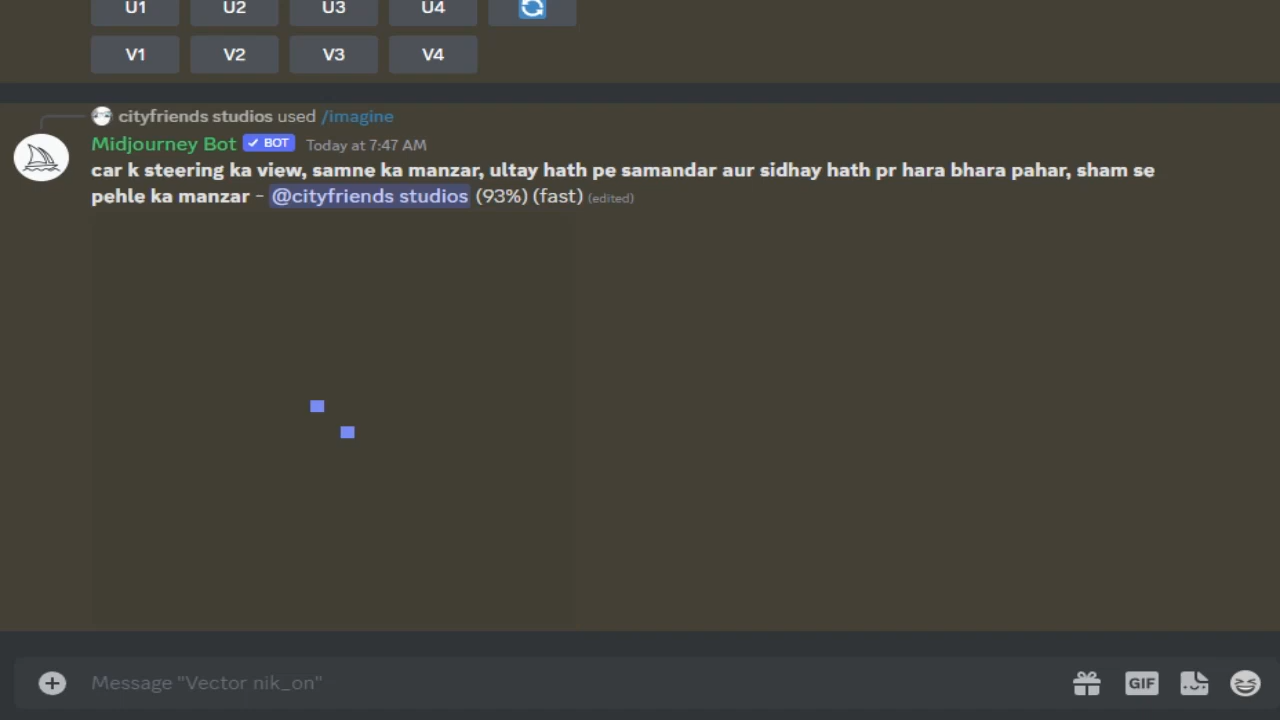 U1 U2 U3 U4
V1 V2 V3 V4
cityfriends studios used /imagine
Midjourney Bot BOT Today at 7:47 AM
car k steering ka view, samne ka manzar, ultay hath pe samandar aur sidhay hath pr hara bhara pahar, sham se
pehle ka manzar - @cityfriends studios (93%) (fast) (edited)
Message "Vector nik_on" GIF